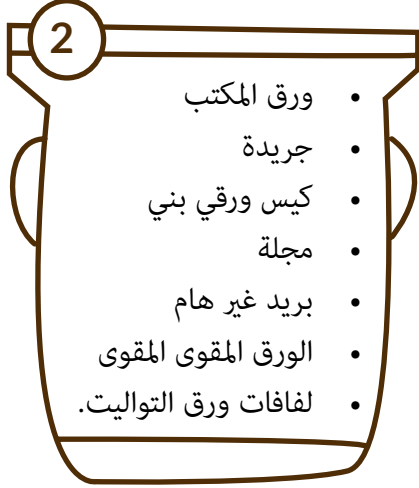 2
• ورق المكتب
• جريدة
• كيس ورقي بني
• مجلة
• بريد غير هام
• الورق المقوى المقوى
• لفافات ورق التواليت.